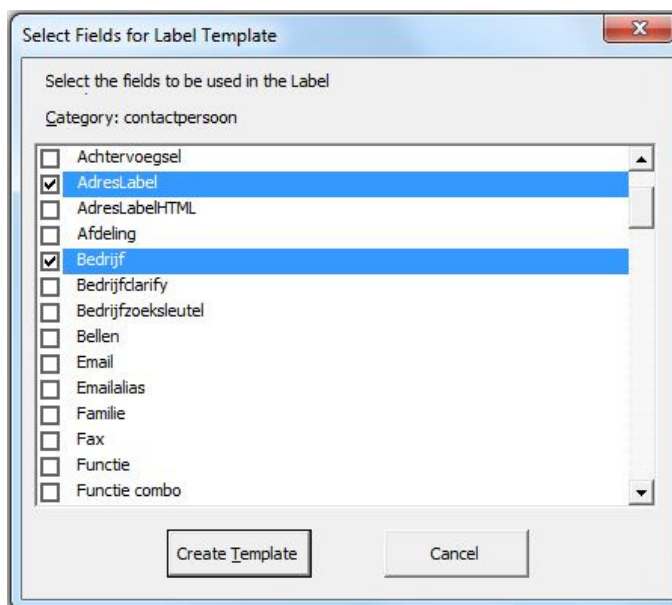 Select Fields for Label Template
Select the fields to be used in the Label
Category: contactpersoon
Achtervoegsel
AdresLabel
AdresLabelHTML
Afdeling
Bedrijf
Bedrijfclarify
Bedrijfzoeksleutel
Bellen
Email
Emailalias
Familie
Fax
Functie
Functie combo
Create Template
Cancel